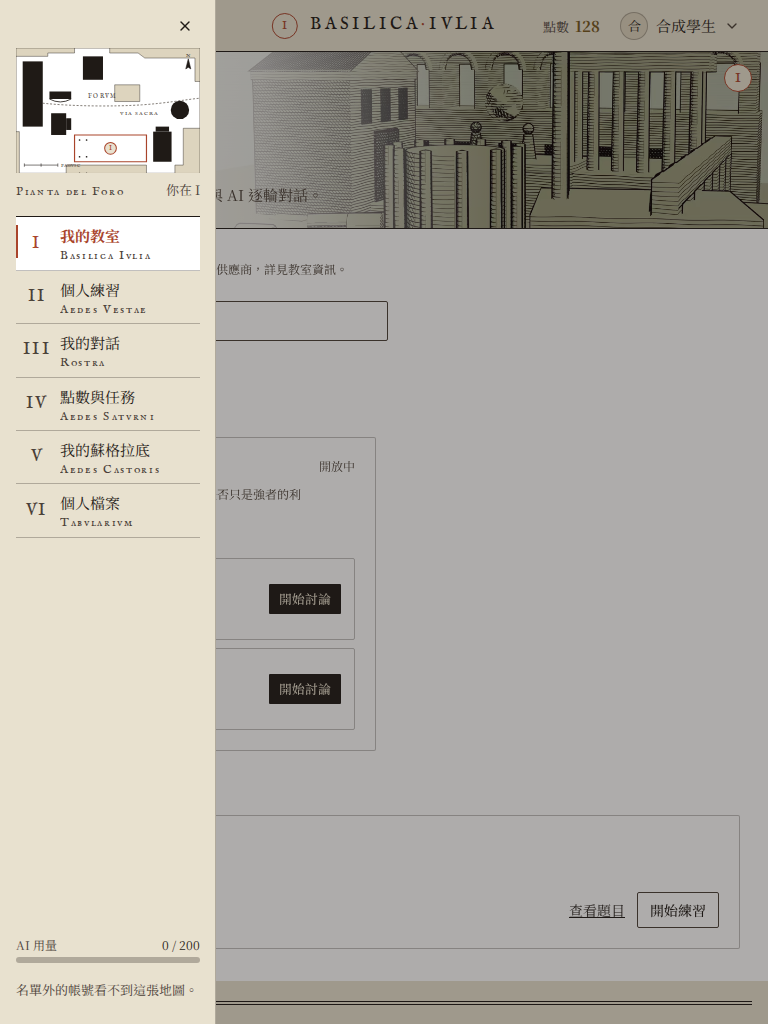 FORVM
VIA SACRA
I
Pianta del Foro
你在 I
I
我的教室
Basilica Ivlia
II
個人練習
Aedes Vestae
III
我的對話
Rostra
IV
點數與任務
Aedes Satvrni
V
我的蘇格拉底
Aedes Castoris
VI
個人檔案
Tabvlarivm
AI 用量
0 / 200
名單外的帳號看不到這張地圖。
I
BASILICA·IVLIA
點數 128
合
合成學生
I
AI 逐輪對話。
供應商，詳見教室資訊。
開放中
否只是強者的利
開始討論
開始討論
查看題目
開始練習